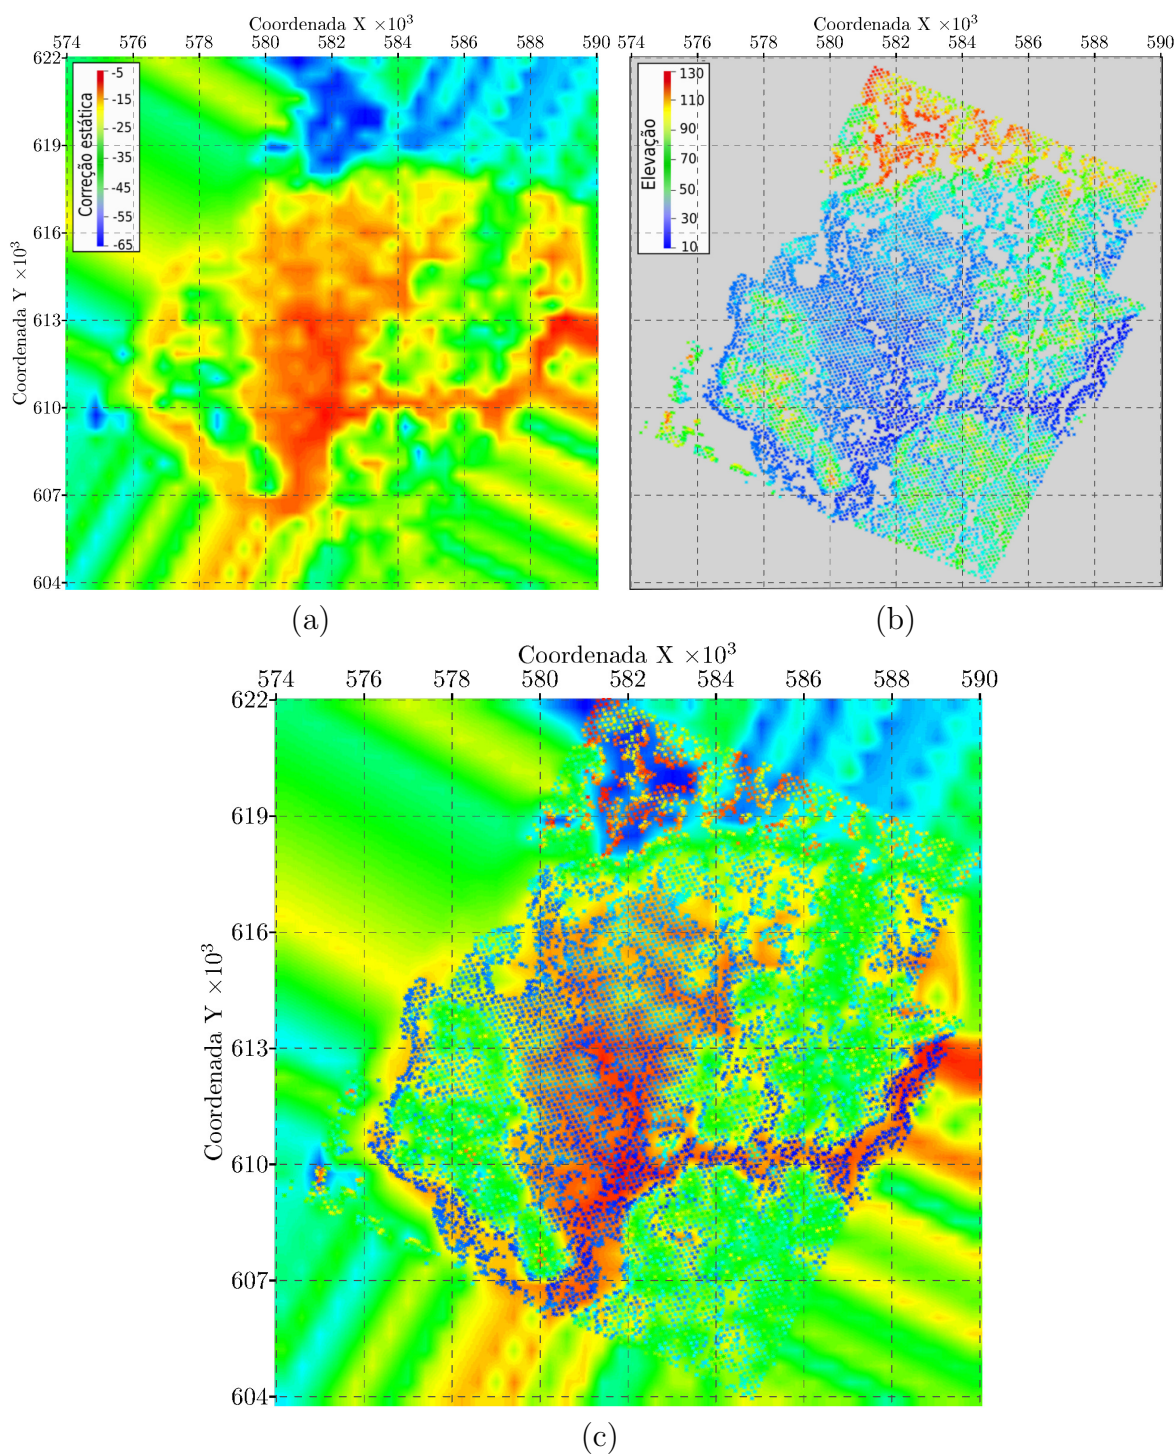 Coordenada X ×10³
574 576 578 580 582 584 586 588 590
622
619
616
613
610
607
604
Coordenada Y ×10³
Correção estática
-5
-15
-25
-35
-45
-55
-65
(a)
Coordenada X ×10³
574 576 578 580 582 584 586 588 590
Elevação
130
110
90
70
50
30
10
(b)
Coordenada X ×10³
574 576 578 580 582 584 586 588 590
622
619
616
613
610
607
604
Coordenada Y ×10³
(c)